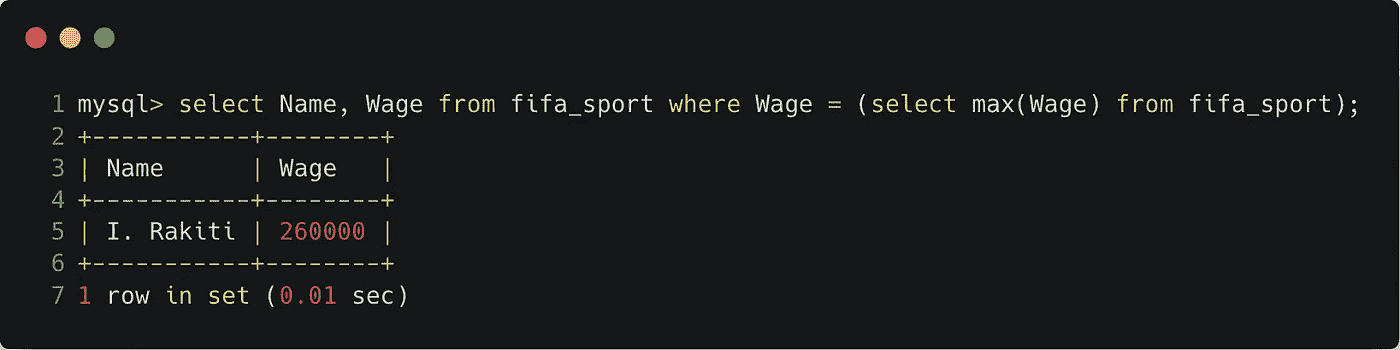 1 mysql> select Name, Wage from fifa_sport where Wage = (select max(Wage) from fifa_sport);
2 +-----------+--------+
3 | Name      | Wage   |
4 +-----------+--------+
5 | I. Rakiti | 260000 |
6 +-----------+--------+
7 1 row in set (0.01 sec)